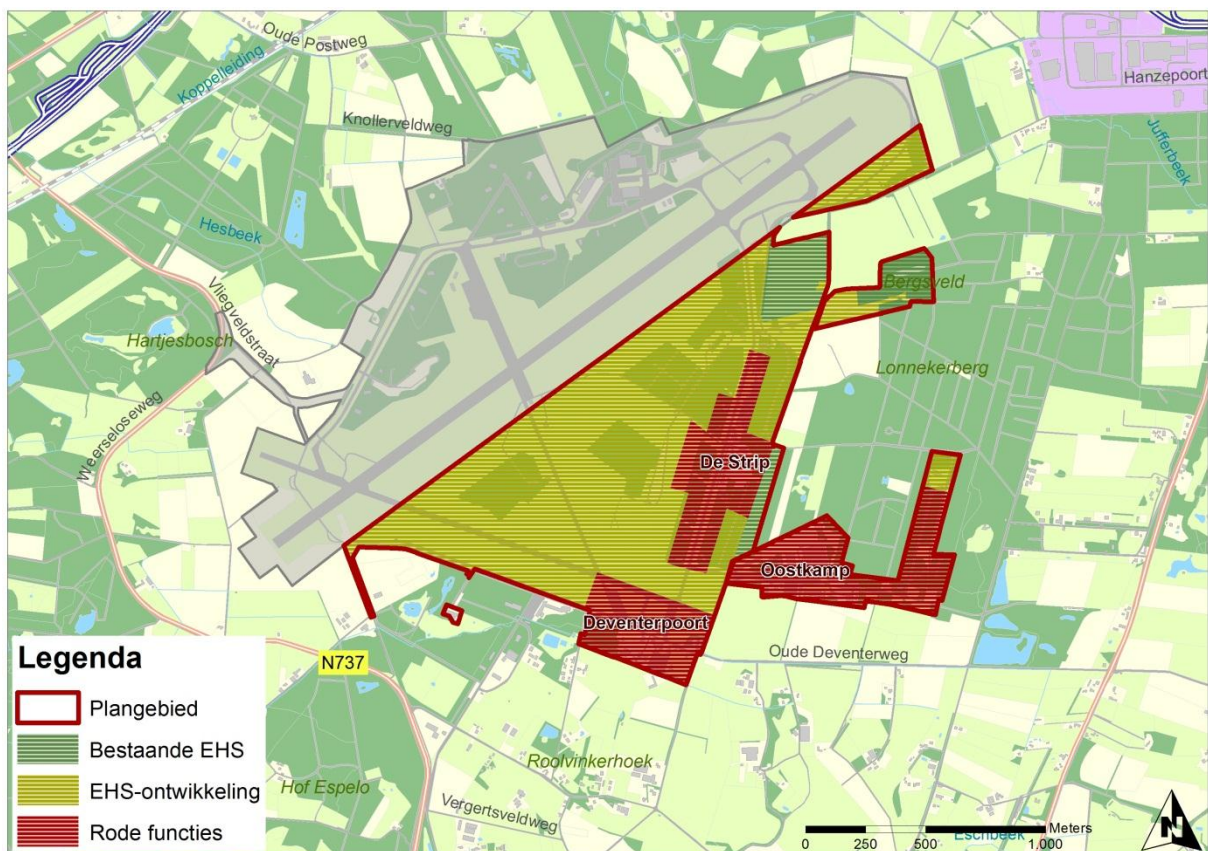 Oude Postweg
Koppelleiding
Hanzepoort
Knollerveldweg
Jufferbeek
Hesbeek
Vliegveldstraat
Bergsveld
Hartjesbosch
Lonnekerberg
Weerseloseweg
De Strip
Oostkamp
Deventerpoort
Oude Deventerweg
N737
Legenda
Plangebied
Bestaande EHS
EHS-ontwikkeling
Rode functies
Roolvinkerhoek
Hof Espelo
Vergertsveldweg
Meters
0 250 500 1.000
Eschbeek
N